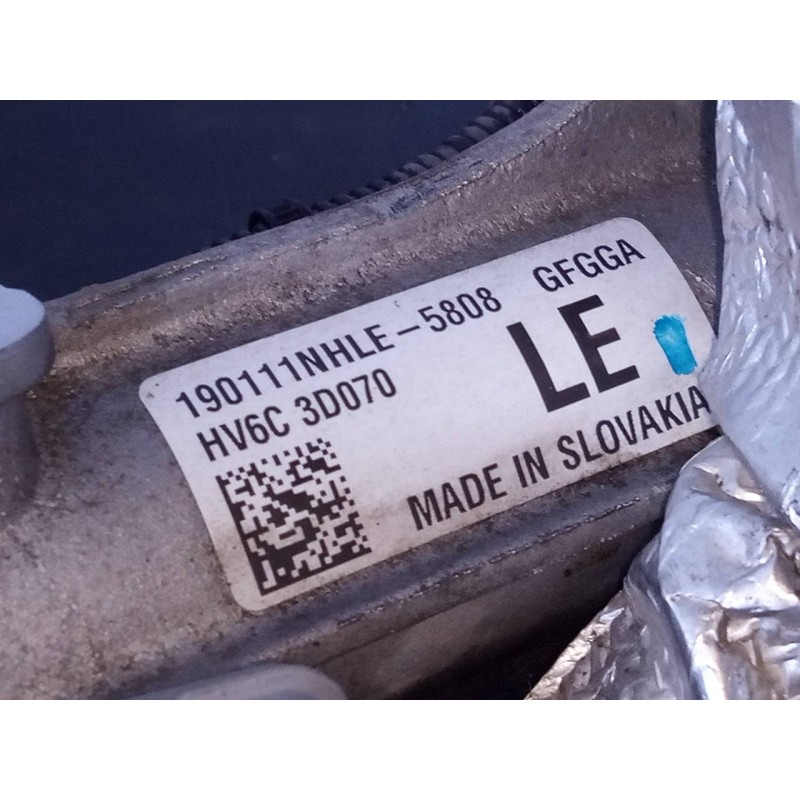 190111NHLE-5808 GFGGA
HV6C 3D070 LE
MADE IN SLOVAKIA